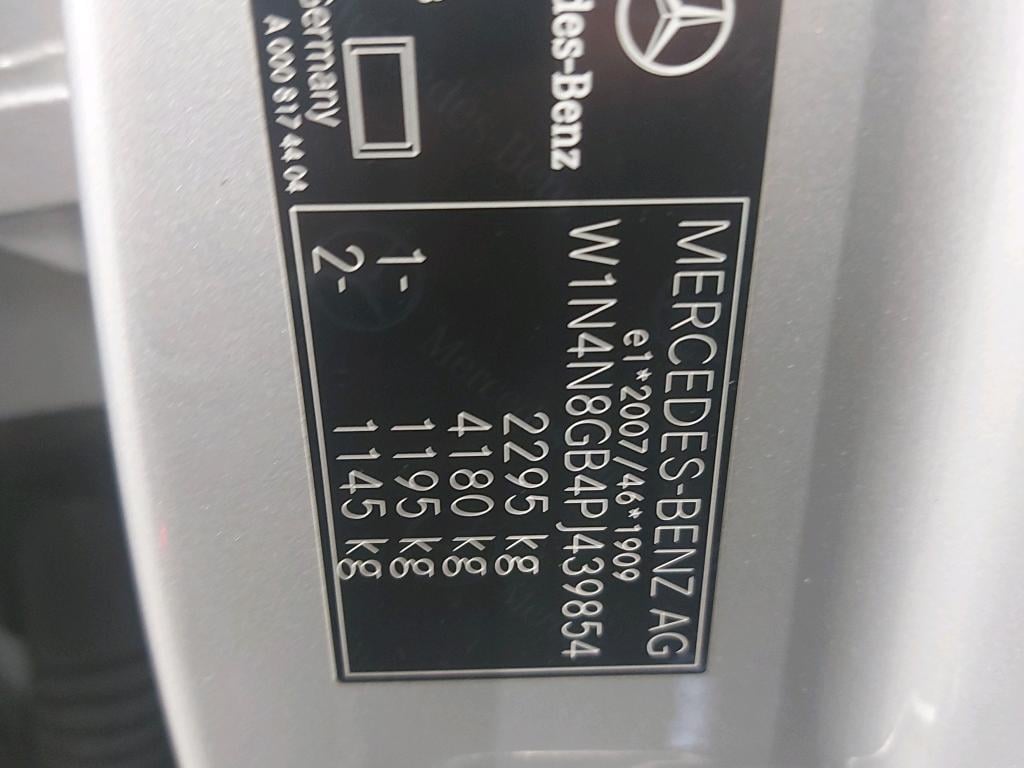 des-Benz
Germany
A 000 817 44 04
MERCEDES-BENZ AG
e1*2007/46*1909
W1N4N8GB4PJ439854
2295 kg
4180 kg
1- 1195 kg
2- 1145 kg